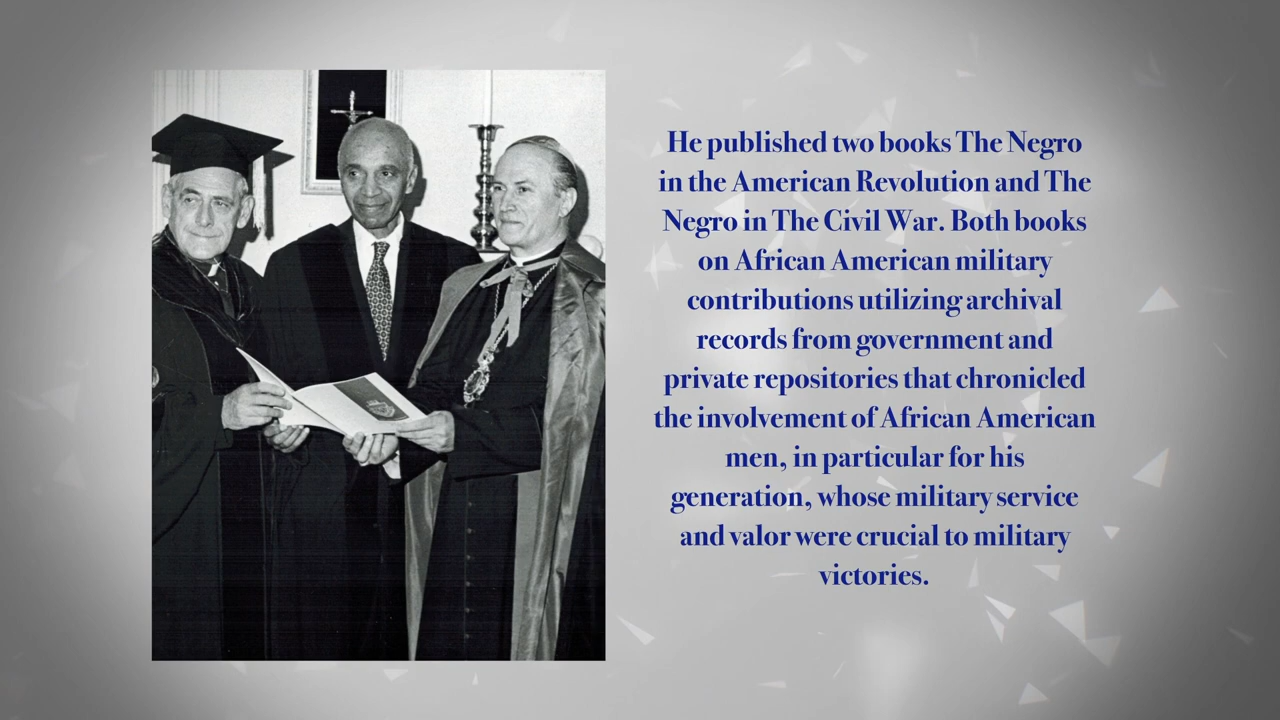 He published two books The Negro
in the American Revolution and The
Negro in The Civil War. Both books
on African American military
contributions utilizing archival
records from government and
private repositories that chronicled
the involvement of African American
men, in particular for his
generation, whose military service
and valor were crucial to military
victories.